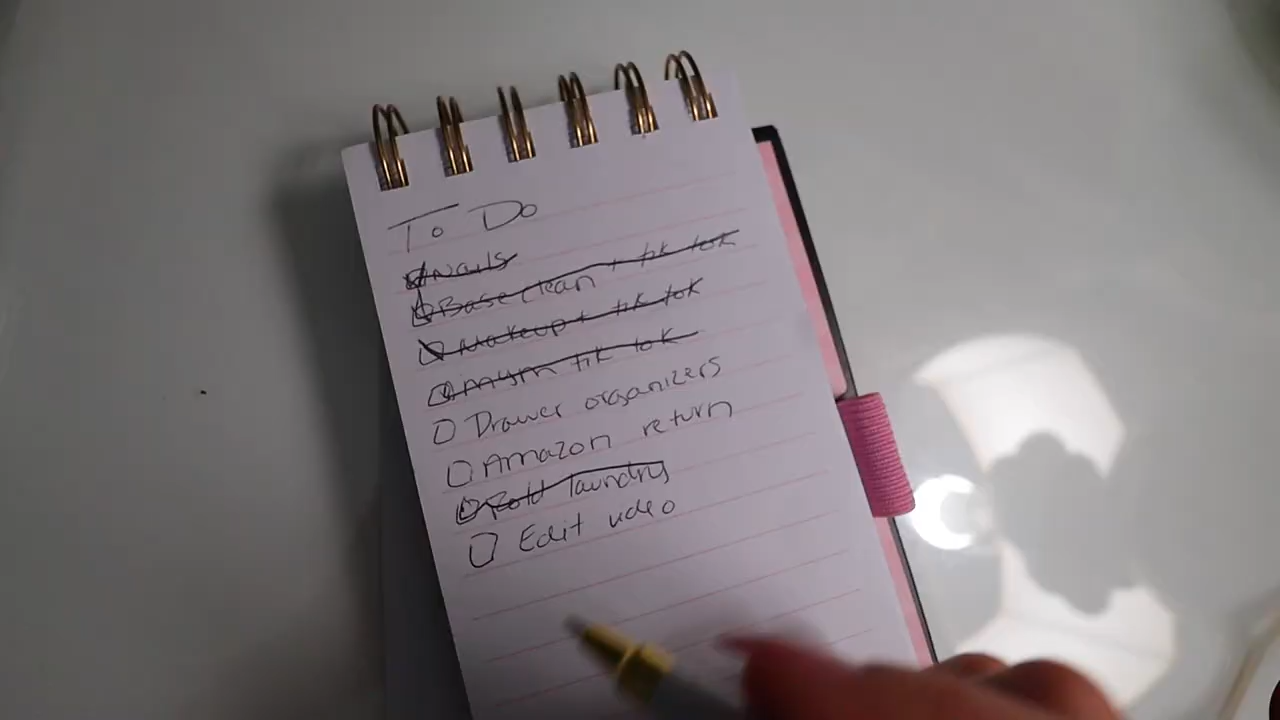 To Do
Nails
Base clean + tik tok
Makeup + tik tok
mym tik tok
Drawer organizers
Amazon return
Fold laundry
Edit video